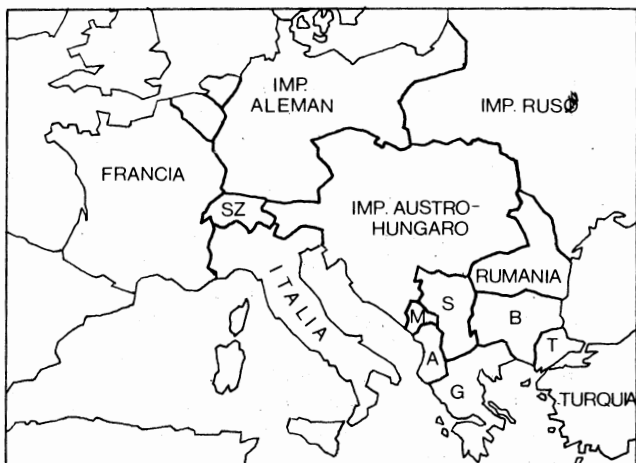 IMP.
ALEMAN
IMP. RUSO
FRANCIA
SZ
IMP. AUSTRO-
HUNGARO
RUMANIA
ITALIA
M
S
B
A
T
G
TURQUIA